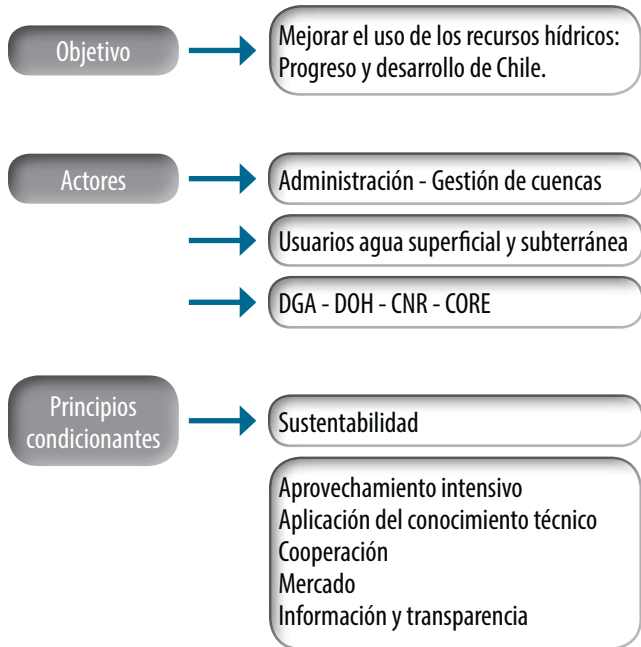 Objetivo
Mejorar el uso de los recursos hídricos:
Progreso y desarrollo de Chile.
Actores
Administración - Gestión de cuencas
Usuarios agua superficial y subterránea
DGA - DOH - CNR - CORE
Principios
condicionantes
Sustentabilidad
Aprovechamiento intensivo
Aplicación del conocimiento técnico
Cooperación
Mercado
Información y transparencia